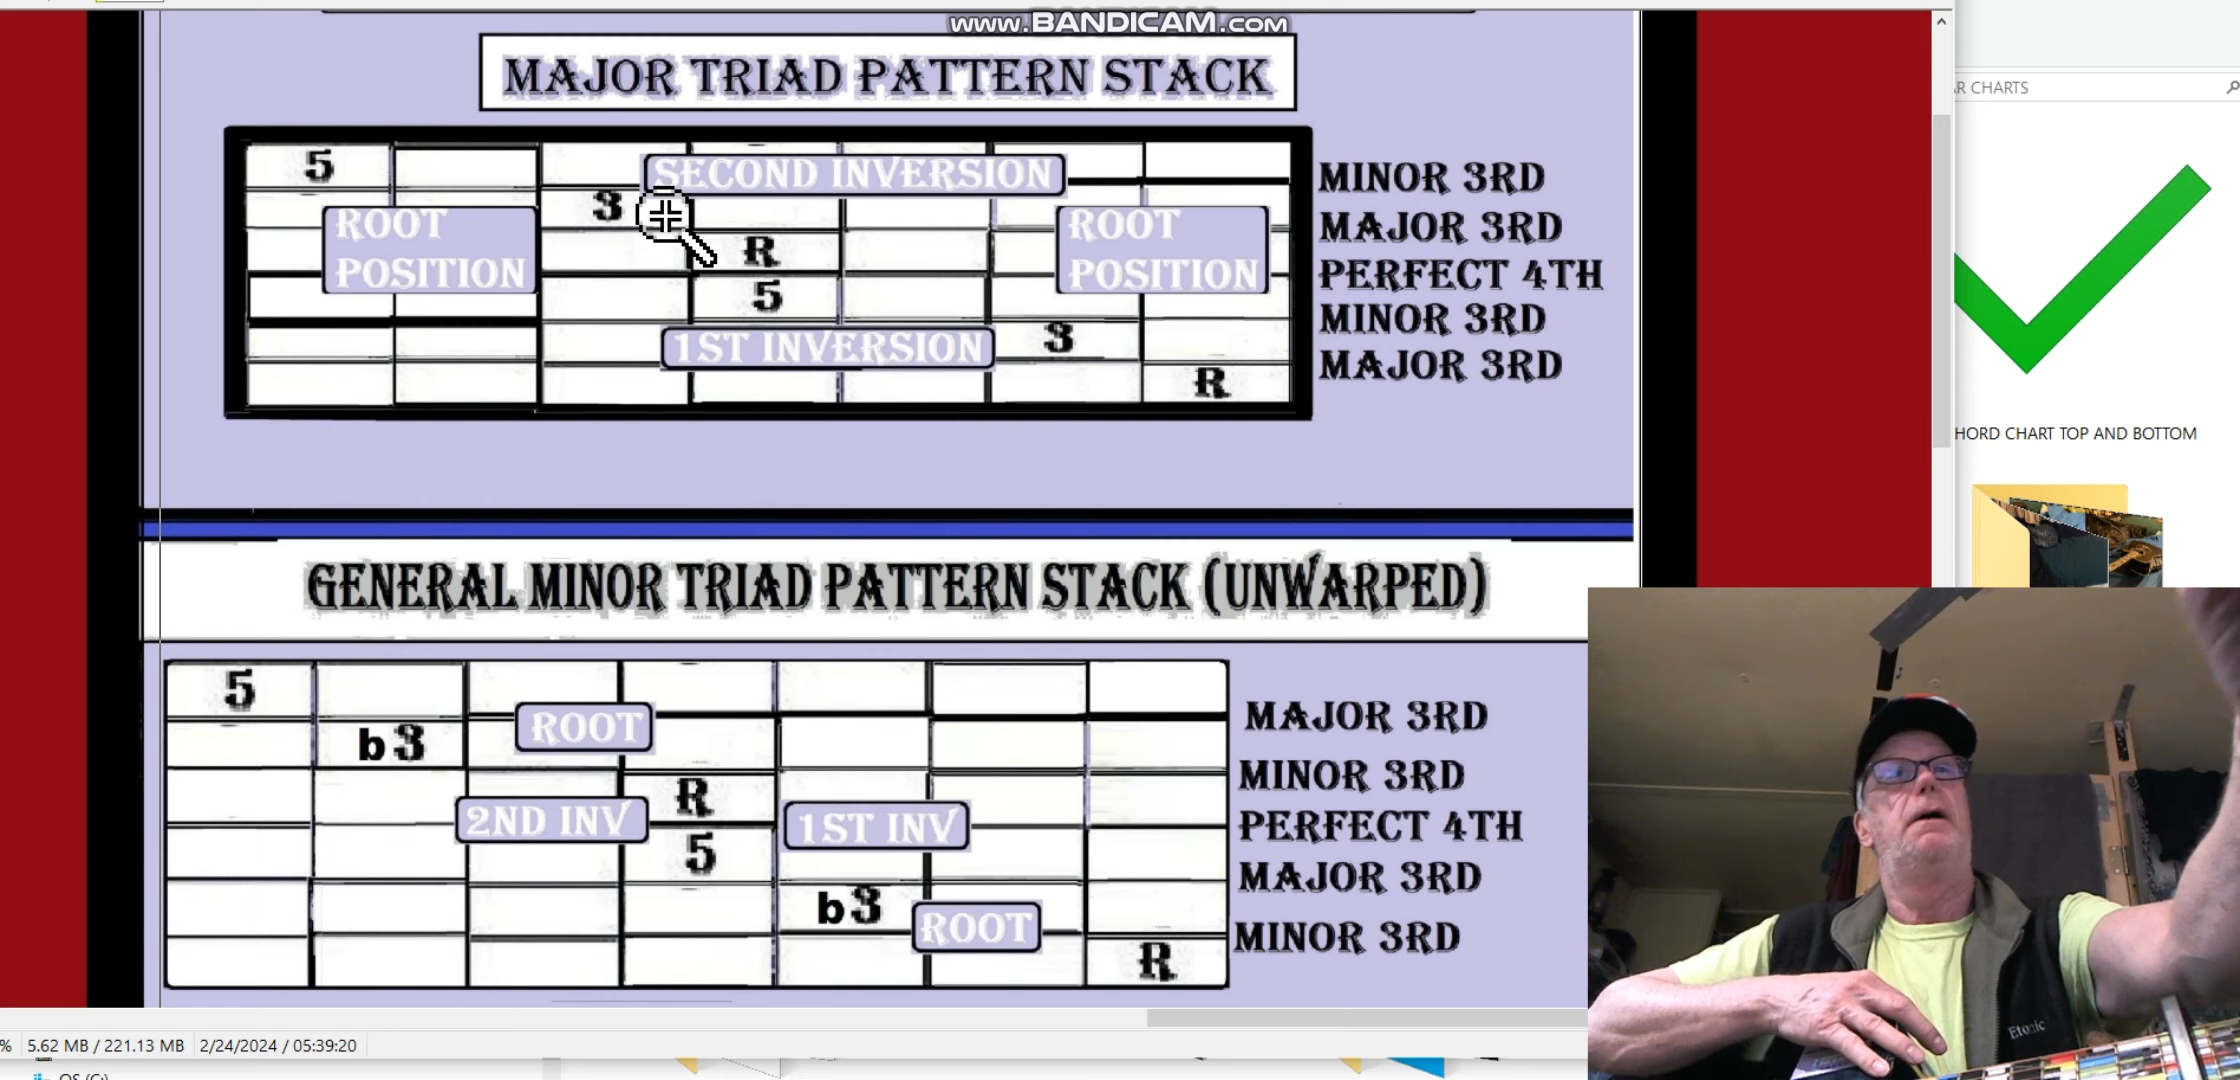 www.BANDICAM.com
MAJOR TRIAD PATTERN STACK
5
SECOND INVERSION
MINOR 3RD
3
ROOT
POSITION
R
ROOT
POSITION
MAJOR 3RD
PERFECT 4TH
5
MINOR 3RD
1ST INVERSION
3
MAJOR 3RD
R
GENERAL MINOR TRIAD PATTERN STACK (UNWARPED)
5
MAJOR 3RD
b3
ROOT
MINOR 3RD
R
2ND INV
1ST INV
PERFECT 4TH
5
MAJOR 3RD
b3
ROOT
MINOR 3RD
R
R CHARTS
HORD CHART TOP AND BOTTOM
Etonic
% 5.62 MB / 221.13 MB 2/24/2024 / 05:39:20
OS (C:)